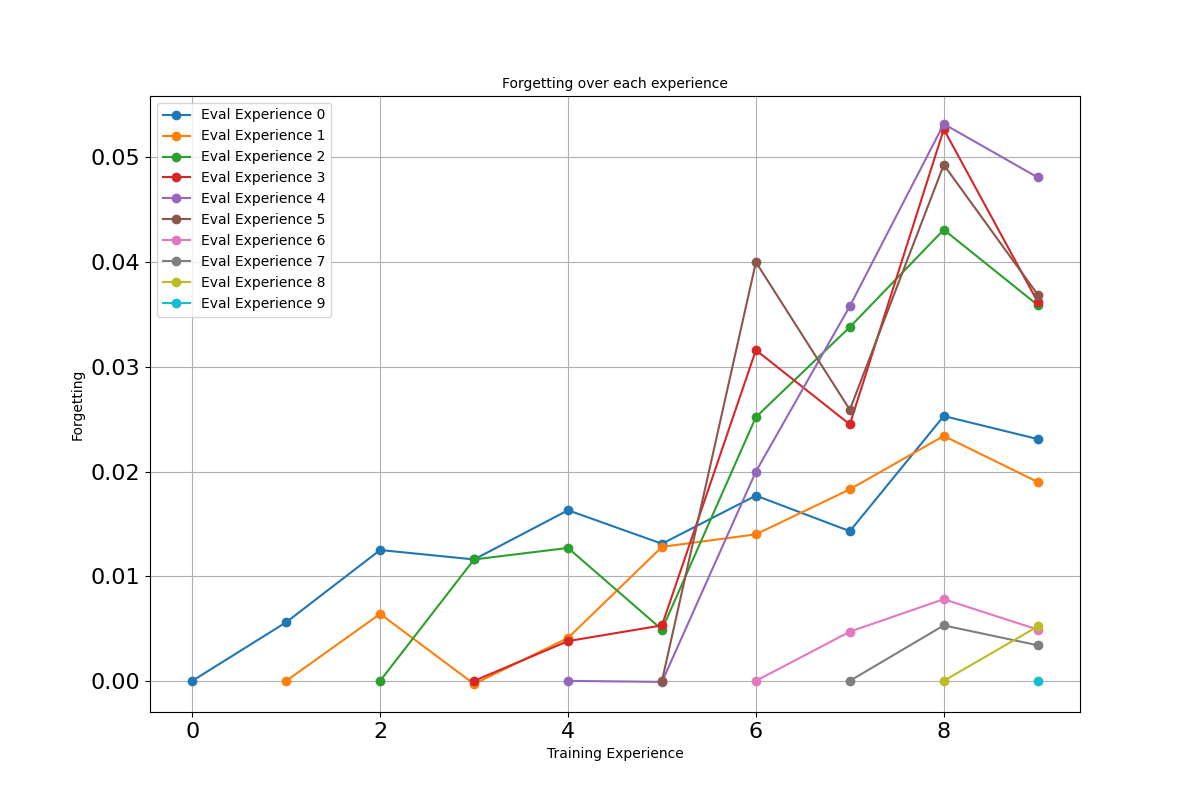 Forgetting over each experience
Eval Experience 0
Eval Experience 1
Eval Experience 2
Eval Experience 3
Eval Experience 4
Eval Experience 5
Eval Experience 6
Eval Experience 7
Eval Experience 8
Eval Experience 9
0.05
0.04
0.03
0.02
0.01
0.00
Forgetting
0 2 4 6 8
Training Experience